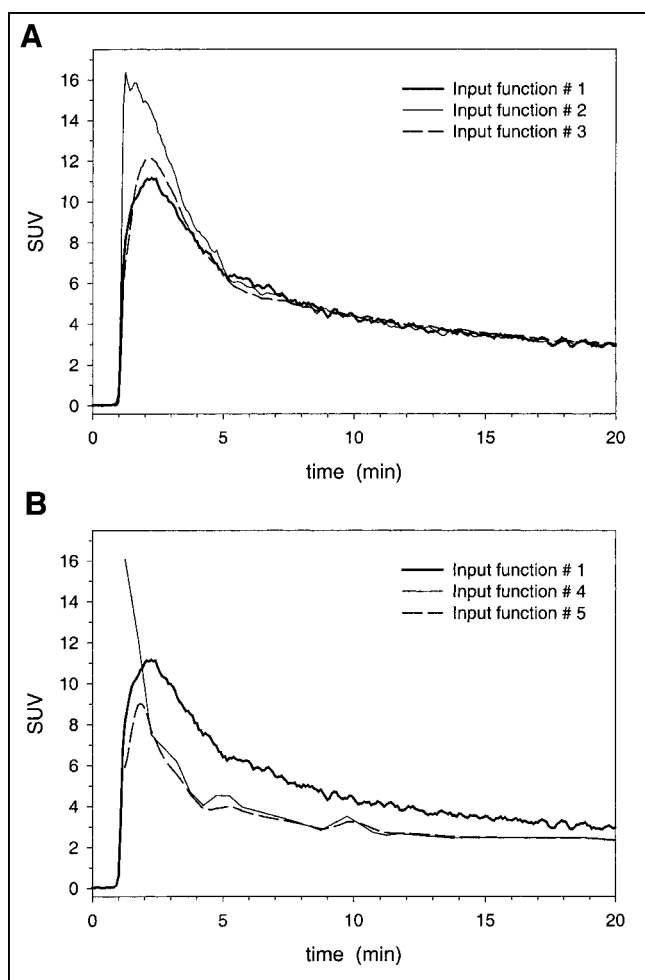 A
16
14
12
10
8
6
4
2
0
SUV
Input function # 1
Input function # 2
Input function # 3
0 5 10 15 20
time (min)
B
16
14
12
10
8
6
4
2
0
SUV
Input function # 1
Input function # 4
Input function # 5
0 5 10 15 20
time (min)